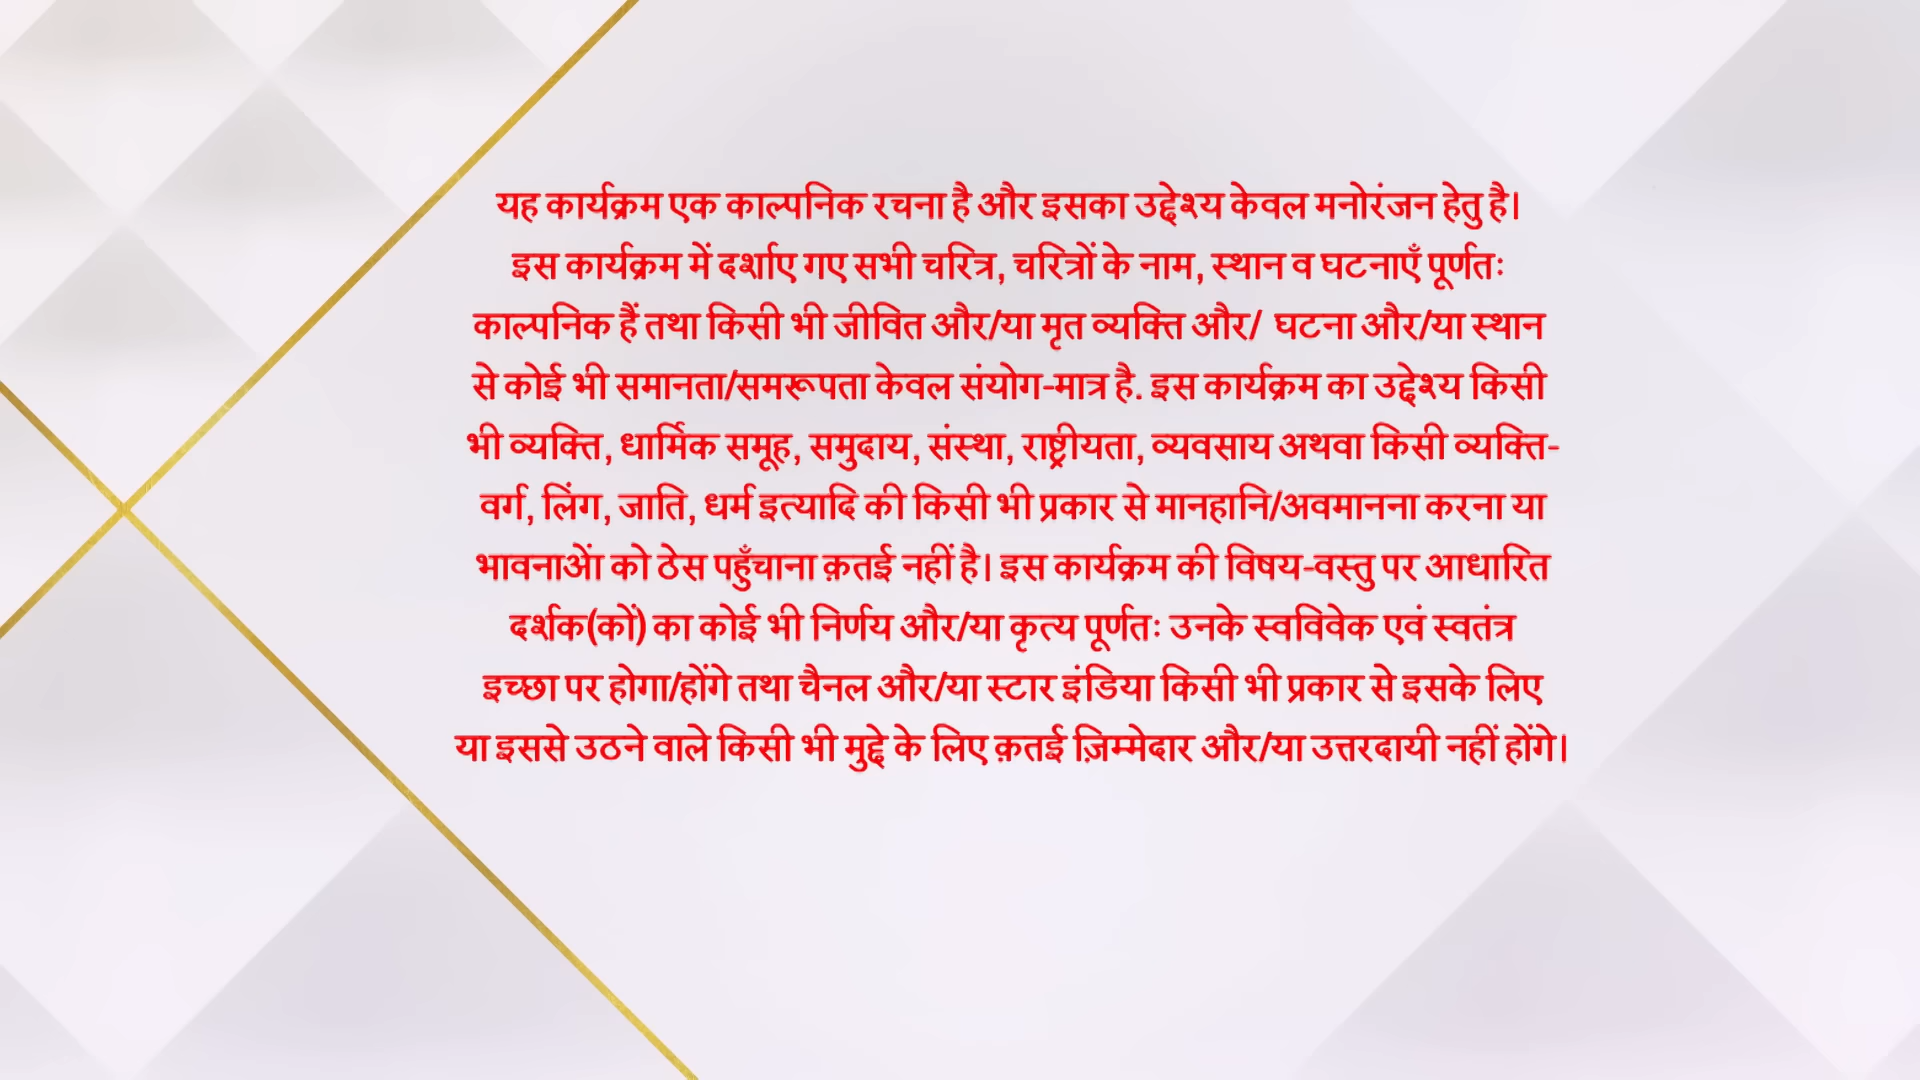 यह कार्यक्रम एक काल्पनिक रचना है और इसका उद्देश्य केवल मनोरंजन हेतु है।
इस कार्यक्रम में दर्शाए गए सभी चरित्र, चरित्रों के नाम, स्थान व घटनाएँ पूर्णतः
काल्पनिक हैं तथा किसी भी जीवित और/या मृत व्यक्ति और/ घटना और/या स्थान
से कोई भी समानता/समरूपता केवल संयोग-मात्र है. इस कार्यक्रम का उद्देश्य किसी
भी व्यक्ति, धार्मिक समूह, समुदाय, संस्था, राष्ट्रीयता, व्यवसाय अथवा किसी व्यक्ति-
वर्ग, लिंग, जाति, धर्म इत्यादि की किसी भी प्रकार से मानहानि/अवमानना करना या
भावनाओं को ठेस पहुँचाना क़तई नहीं है। इस कार्यक्रम की विषय-वस्तु पर आधारित
दर्शक(कों) का कोई भी निर्णय और/या कृत्य पूर्णतः उनके स्वविवेक एवं स्वतंत्र
इच्छा पर होगा/होंगे तथा चैनल और/या स्टार इंडिया किसी भी प्रकार से इसके लिए
या इससे उठने वाले किसी भी मुद्दे के लिए क़तई ज़िम्मेदार और/या उत्तरदायी नहीं होंगे।